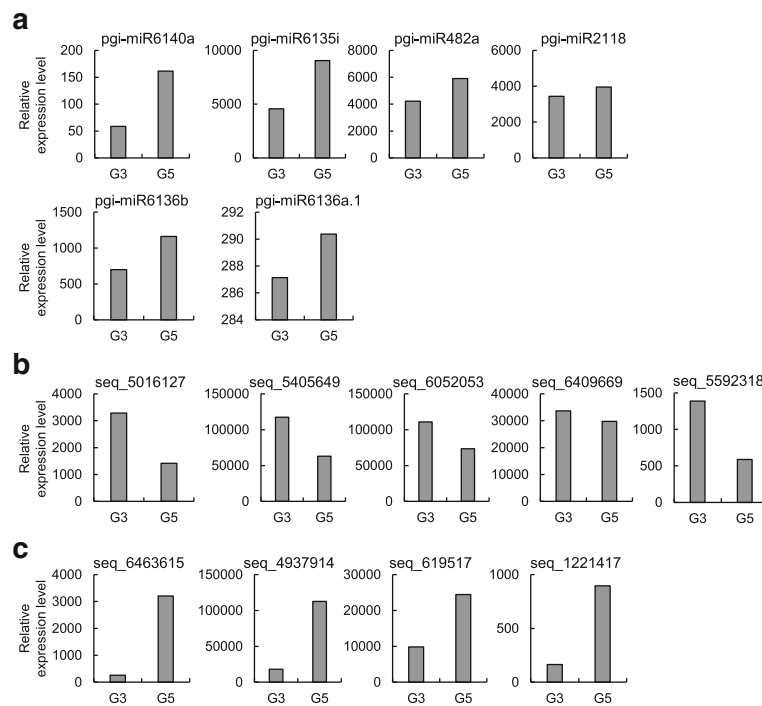 a
pgi-miR6140a
pgi-miR6135i
pgi-miR482a
pgi-miR2118
Relative
expression level
200
150
100
50
0
G3 G5
10000
5000
0
G3 G5
8000
6000
4000
2000
0
G3 G5
6000
4000
2000
0
G3 G5
pgi-miR6136b
pgi-miR6136a.1
Relative
expression level
1500
1000
500
0
G3 G5
292
290
288
286
284
G3 G5
b
seq_5016127
seq_5405649
seq_6052053
seq_6409669
seq_5592318
Relative
expression level
4000
3000
2000
1000
0
G3 G5
150000
100000
50000
0
G3 G5
150000
100000
50000
0
G3 G5
40000
30000
20000
10000
0
G3 G5
1500
1000
500
0
G3 G5
c
seq_6463615
seq_4937914
seq_619517
seq_1221417
Relative
expression level
4000
3000
2000
1000
0
G3 G5
150000
100000
50000
0
G3 G5
30000
20000
10000
0
G3 G5
1000
500
0
G3 G5